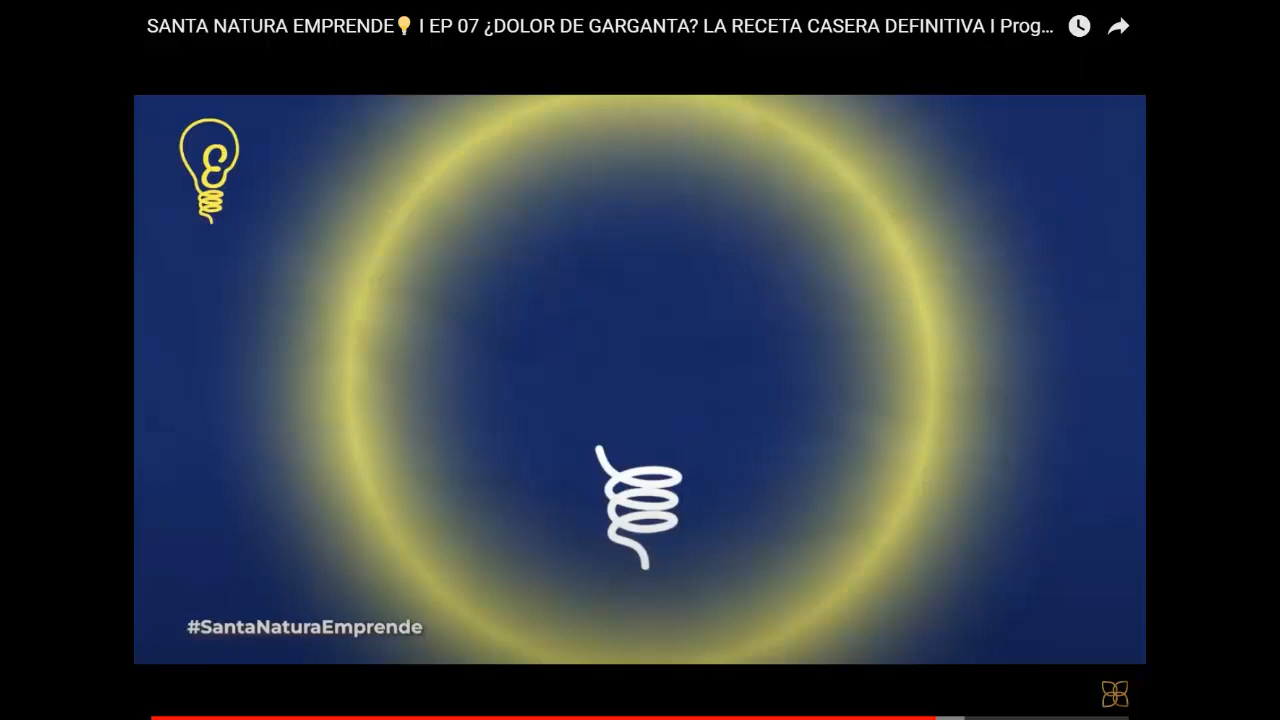 SANTA NATURA EMPRENDE💡 I EP 07 ¿DOLOR DE GARGANTA? LA RECETA CASERA DEFINITIVA I Prog...
E
#SantaNaturaEmprende